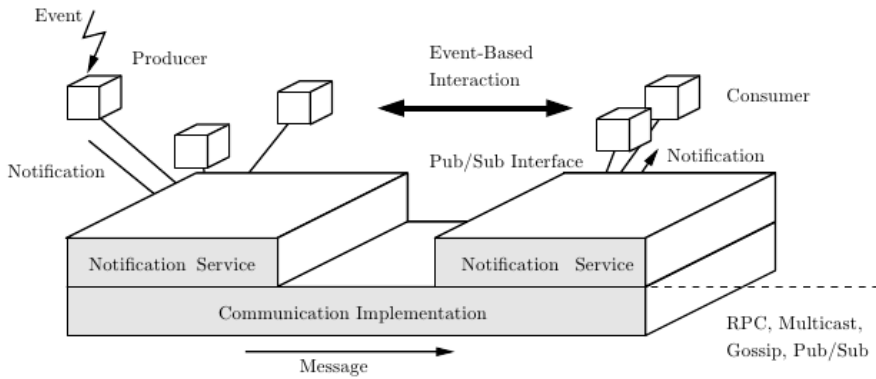 Event
Producer
Event-Based
Interaction
Consumer
Notification
Pub/Sub Interface
Notification
Notification Service
Notification Service
Communication Implementation
Message
RPC, Multicast,
Gossip, Pub/Sub